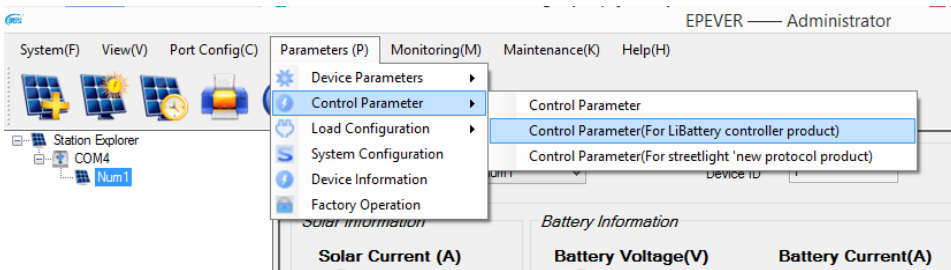 EPEVER —— Administrator
System(F) View(V) Port Config(C) Parameters (P) Monitoring(M) Maintenance(K) Help(H)
Device Parameters
Control Parameter
Load Configuration
System Configuration
Device Information
Factory Operation
Control Parameter
Control Parameter(For LiBattery controller product)
Control Parameter(For streetlight 'new protocol product)
Station Explorer
COM4
Num1
Device ID 1
Solar Information Battery Information
Solar Current (A) Battery Voltage(V) Battery Current(A)